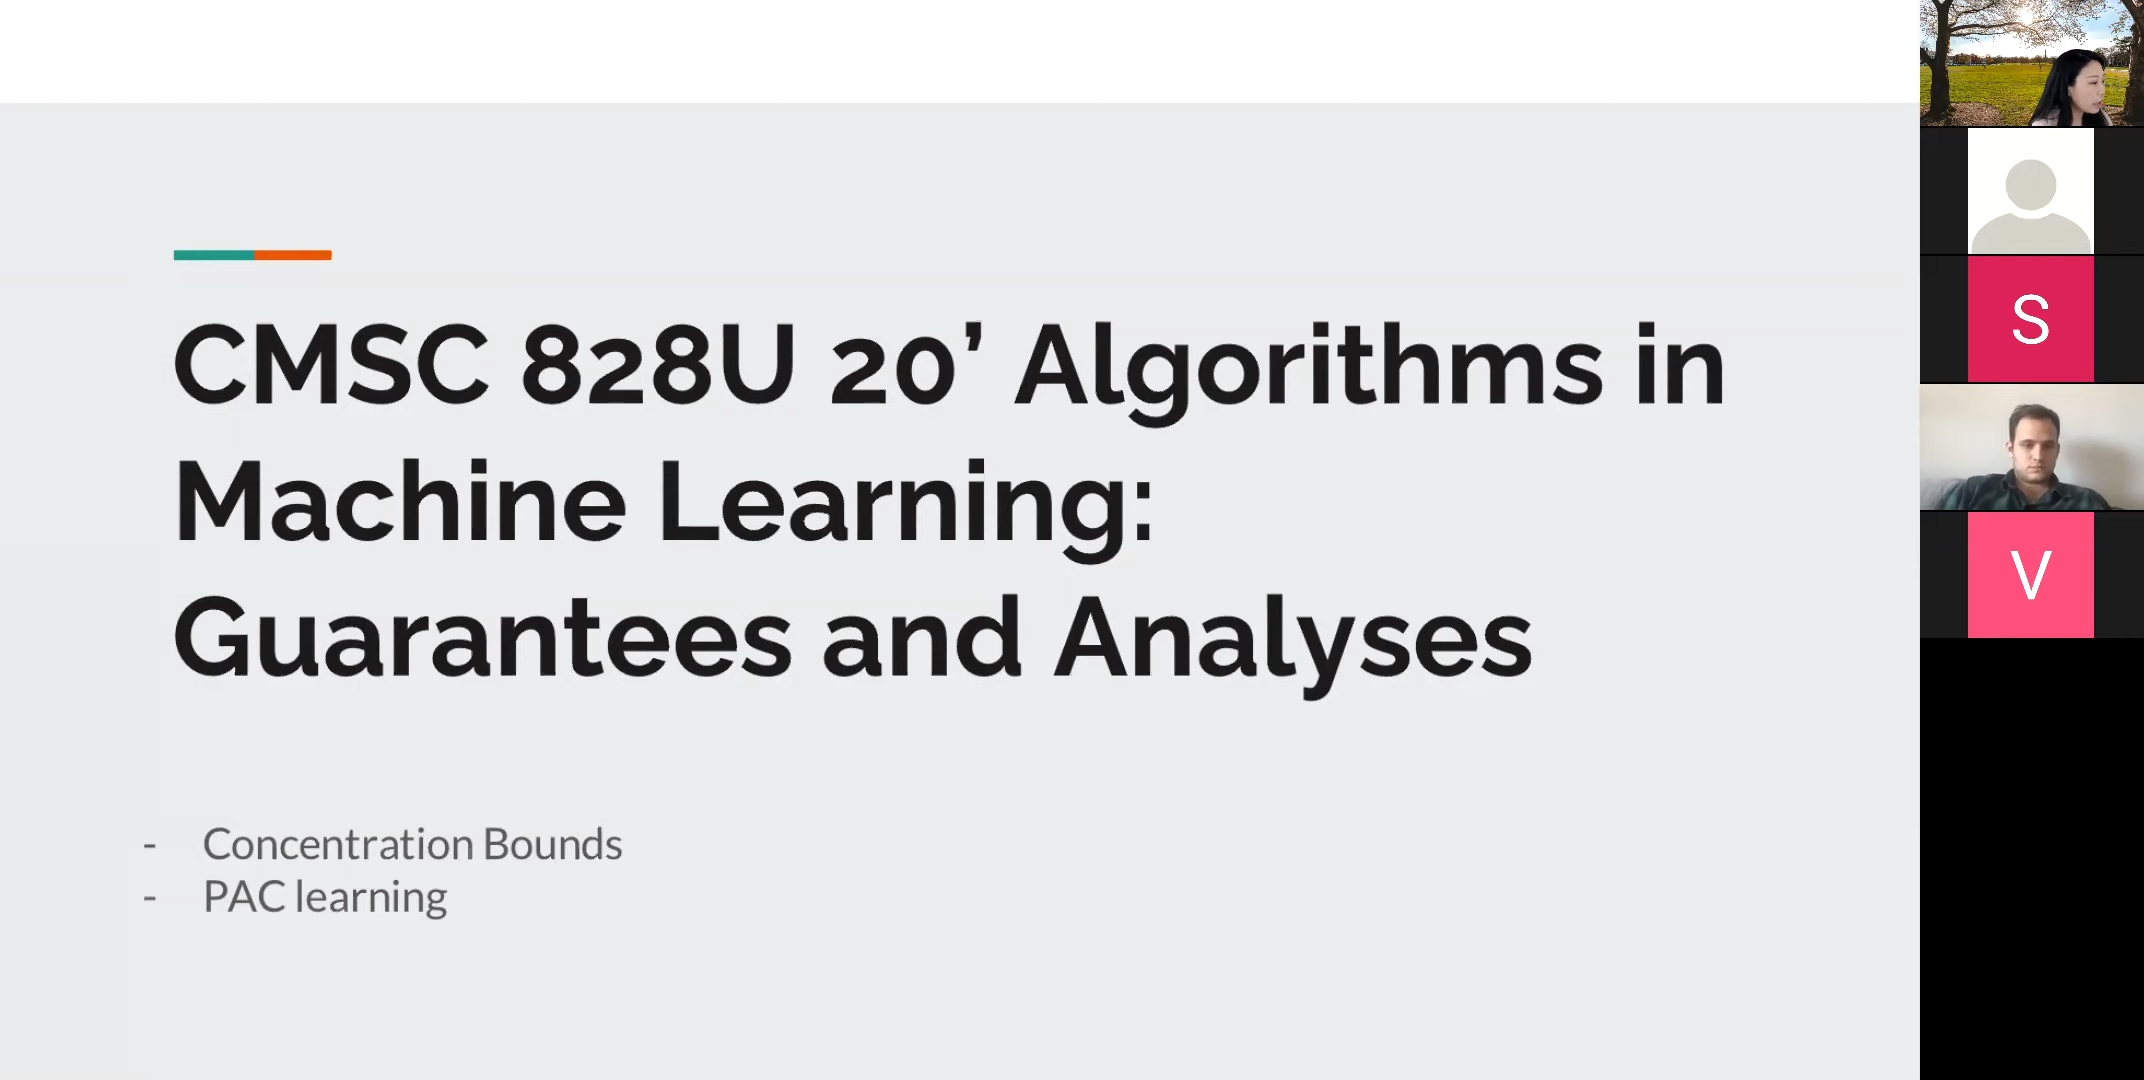 CMSC 828U 20’ Algorithms in
Machine Learning:
Guarantees and Analyses
- Concentration Bounds
- PAC learning
S
V